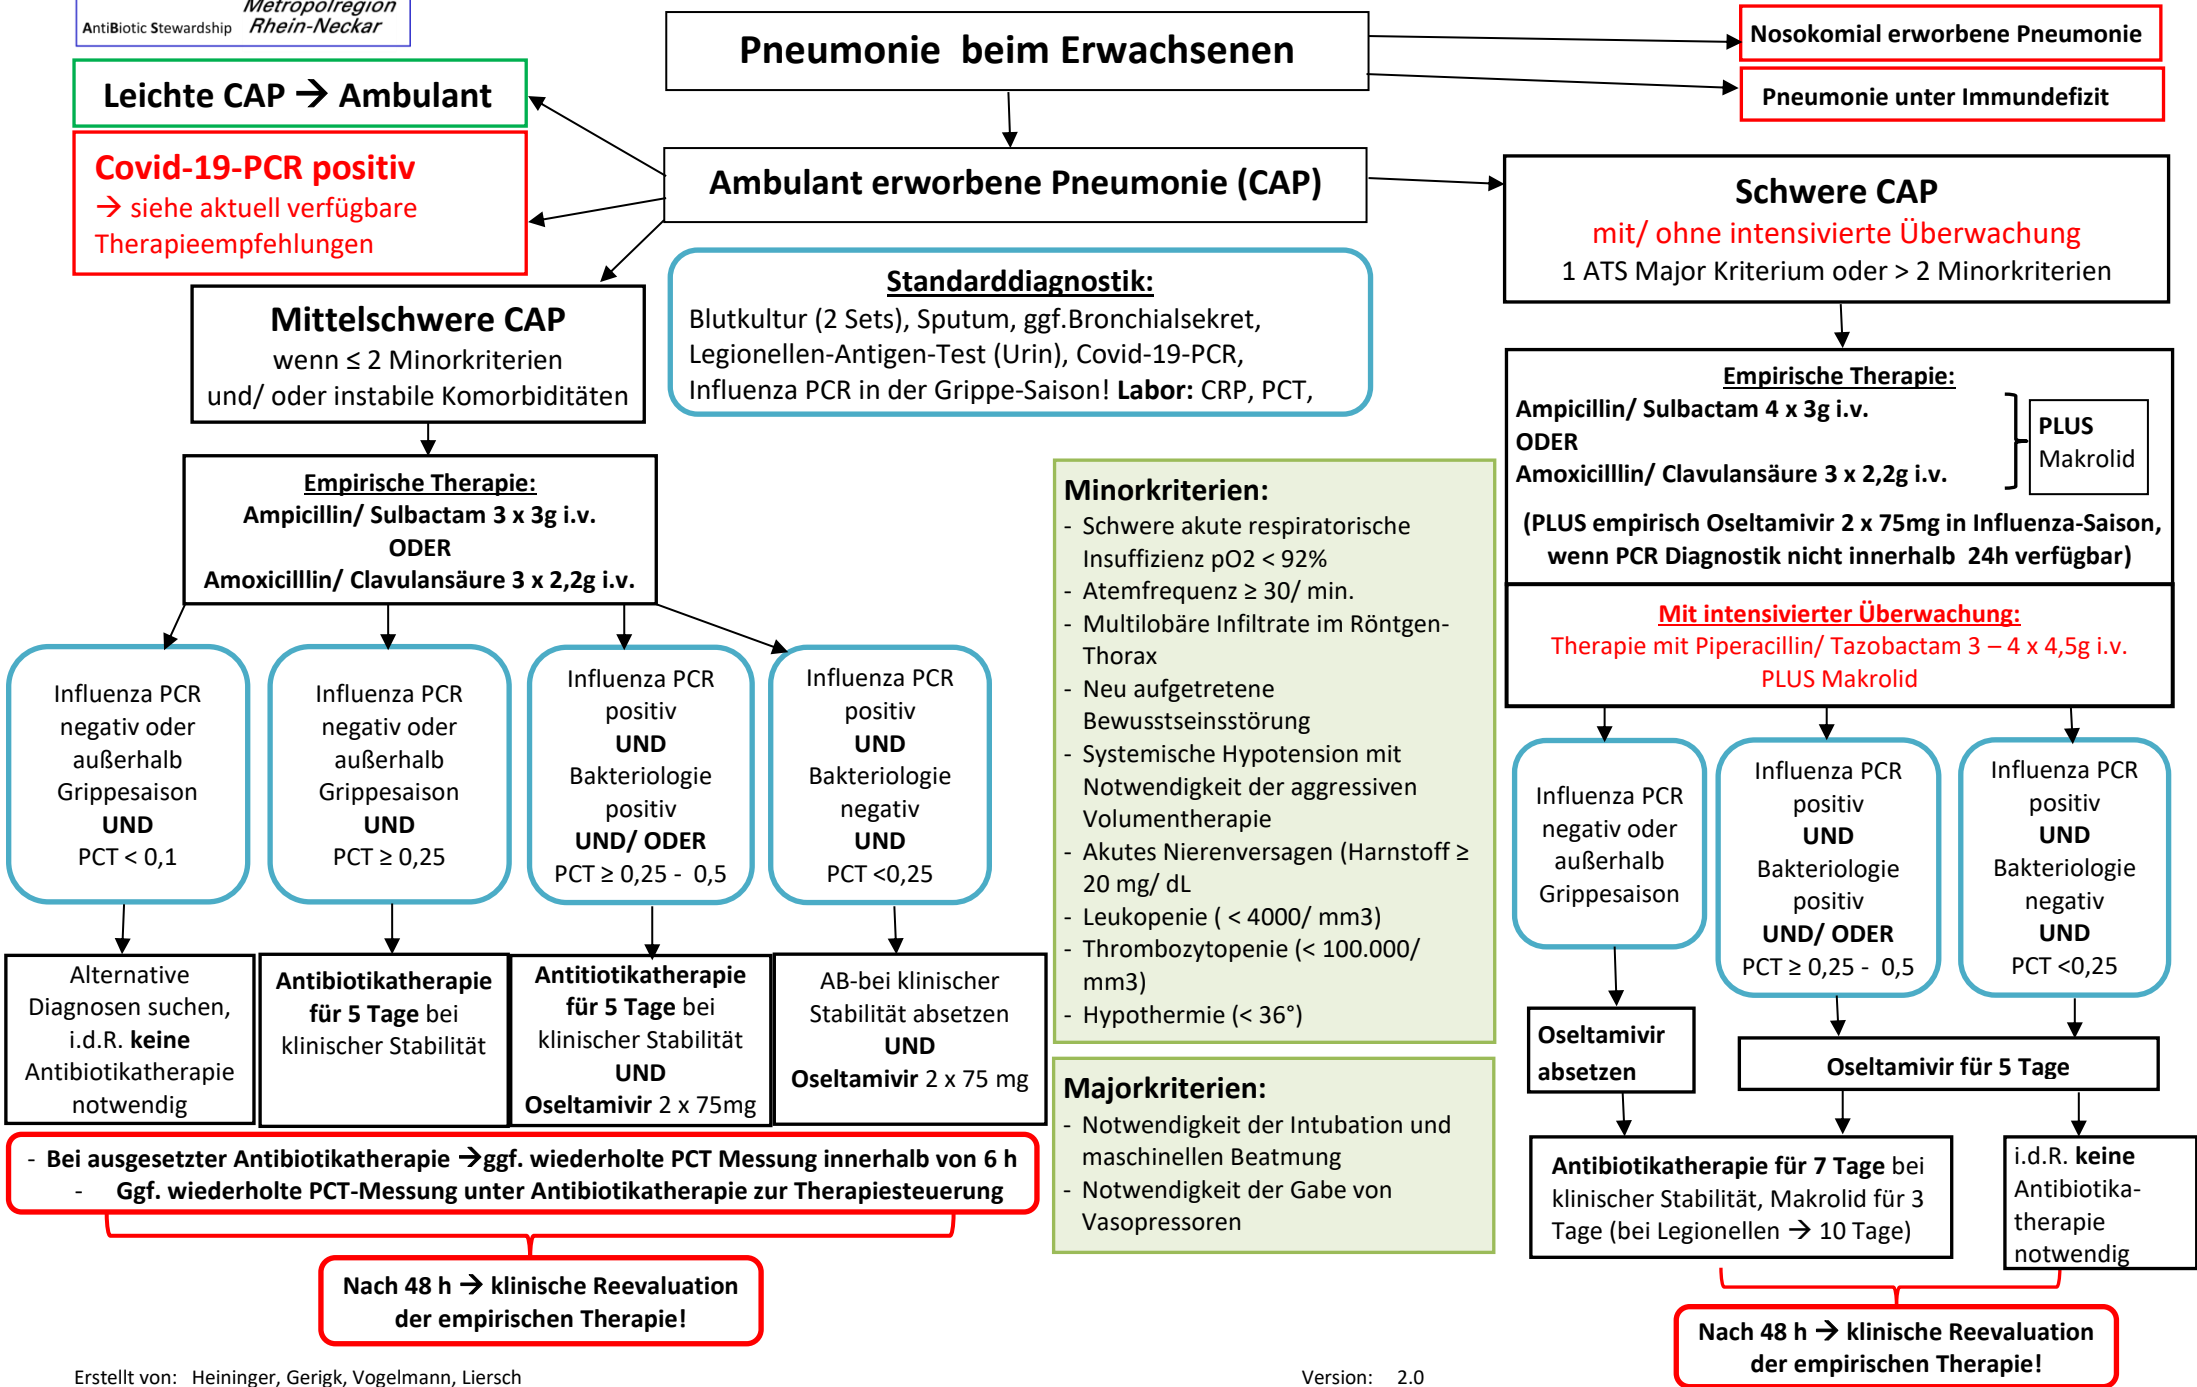 Metropolregion
AntiBiotic Stewardship Rhein-Neckar
Pneumonie beim Erwachsenen
Nosokomial erworbene Pneumonie
Pneumonie unter Immundefizit
Leichte CAP → Ambulant
Covid-19-PCR positiv
→ siehe aktuell verfügbare
Therapieempfehlungen
Ambulant erworbene Pneumonie (CAP)
Schwere CAP
mit/ ohne intensivierte Überwachung
1 ATS Major Kriterium oder > 2 Minorkriterien
Mittelschwere CAP
wenn ≤ 2 Minorkriterien
und/ oder instabile Komorbiditäten
Standarddiagnostik:
Blutkultur (2 Sets), Sputum, ggf.Bronchialsekret,
Legionellen-Antigen-Test (Urin), Covid-19-PCR,
Influenza PCR in der Grippe-Saison! Labor: CRP, PCT,
Empirische Therapie:
Ampicillin/ Sulbactam 3 x 3g i.v.
ODER
Amoxicilllin/ Clavulansäure 3 x 2,2g i.v.
Influenza PCR
negativ oder
außerhalb
Grippesaison
UND
PCT < 0,1
Influenza PCR
negativ oder
außerhalb
Grippesaison
UND
PCT ≥ 0,25
Influenza PCR
positiv
UND
Bakteriologie
positiv
UND/ ODER
PCT ≥ 0,25 - 0,5
Influenza PCR
positiv
UND
Bakteriologie
negativ
UND
PCT <0,25
Alternative
Diagnosen suchen,
i.d.R. keine
Antibiotikatherapie
notwendig
Antibiotikatherapie
für 5 Tage bei
klinischer Stabilität
Antitiotikatherapie
für 5 Tage bei
klinischer Stabilität
UND
Oseltamivir 2 x 75mg
AB-bei klinischer
Stabilität absetzen
UND
Oseltamivir 2 x 75 mg
- Bei ausgesetzter Antibiotikatherapie →ggf. wiederholte PCT Messung innerhalb von 6 h
- Ggf. wiederholte PCT-Messung unter Antibiotikatherapie zur Therapiesteuerung
Nach 48 h → klinische Reevaluation
der empirischen Therapie!
Minorkriterien:
- Schwere akute respiratorische
Insuffizienz pO2 < 92%
- Atemfrequenz ≥ 30/ min.
- Multilobäre Infiltrate im Röntgen-
Thorax
- Neu aufgetretene
Bewusstseinsstörung
- Systemische Hypotension mit
Notwendigkeit der aggressiven
Volumentherapie
- Akutes Nierenversagen (Harnstoff ≥
20 mg/ dL
- Leukopenie ( < 4000/ mm3)
- Thrombozytopenie (< 100.000/
mm3)
- Hypothermie (< 36°)
Majorkriterien:
- Notwendigkeit der Intubation und
maschinellen Beatmung
- Notwendigkeit der Gabe von
Vasopressoren
Empirische Therapie:
Ampicillin/ Sulbactam 4 x 3g i.v.
ODER
Amoxicilllin/ Clavulansäure 3 x 2,2g i.v.
PLUS
Makrolid
(PLUS empirisch Oseltamivir 2 x 75mg in Influenza-Saison,
wenn PCR Diagnostik nicht innerhalb 24h verfügbar)
Mit intensivierter Überwachung:
Therapie mit Piperacillin/ Tazobactam 3 – 4 x 4,5g i.v.
PLUS Makrolid
Influenza PCR
negativ oder
außerhalb
Grippesaison
Influenza PCR
positiv
UND
Bakteriologie
positiv
UND/ ODER
PCT ≥ 0,25 - 0,5
Influenza PCR
positiv
UND
Bakteriologie
negativ
UND
PCT <0,25
Oseltamivir
absetzen
Oseltamivir für 5 Tage
Antibiotikatherapie für 7 Tage bei
klinischer Stabilität, Makrolid für 3
Tage (bei Legionellen → 10 Tage)
i.d.R. keine
Antibiotika-
therapie
notwendig
Nach 48 h → klinische Reevaluation
der empirischen Therapie!
Erstellt von: Heininger, Gerigk, Vogelmann, Liersch
Version: 2.0